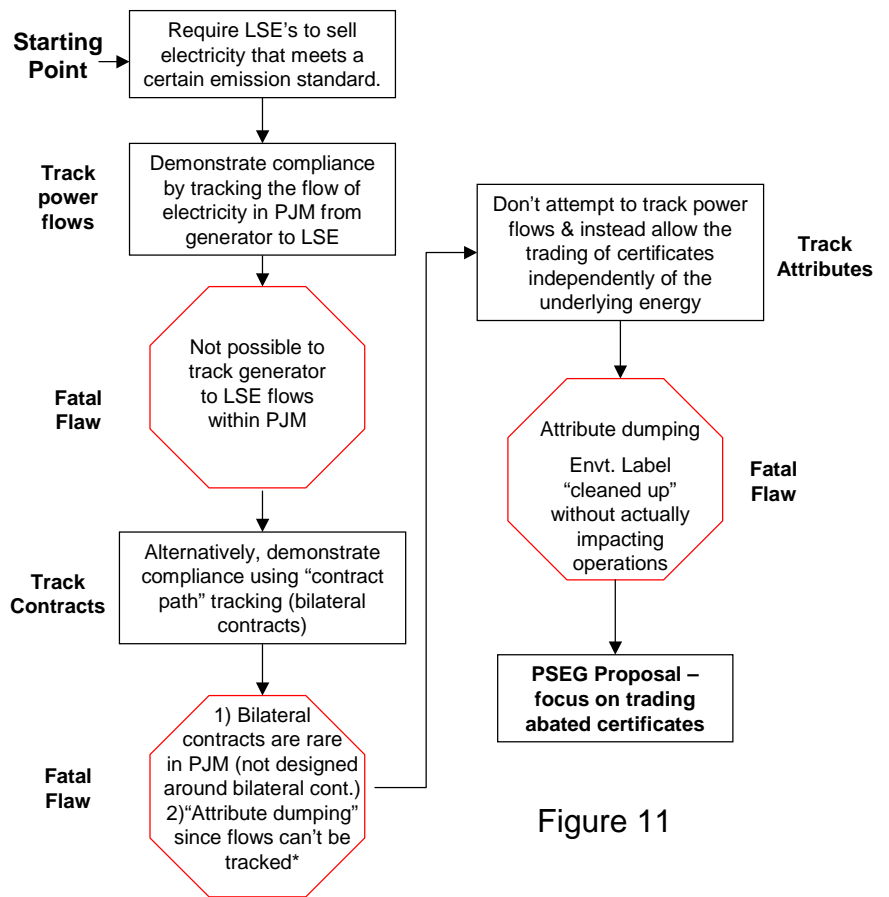 Starting
Point
Require LSE's to sell
electricity that meets a
certain emission standard.
Track
power
flows
Demonstrate compliance
by tracking the flow of
electricity in PJM from
generator to LSE
Fatal
Flaw
Not possible to
track generator
to LSE flows
within PJM
Track
Contracts
Alternatively, demonstrate
compliance using “contract
path” tracking (bilateral
contracts)
Fatal
Flaw
1) Bilateral
contracts are rare
in PJM (not designed
around bilateral cont.)
2)“Attribute dumping”
since flows can’t be
tracked*
Don’t attempt to track power
flows & instead allow the
trading of certificates
independently of the
underlying energy
Track
Attributes
Attribute dumping
Envt. Label
“cleaned up”
without actually
impacting
operations
Fatal
Flaw
PSEG Proposal –
focus on trading
abated certificates
Figure 11